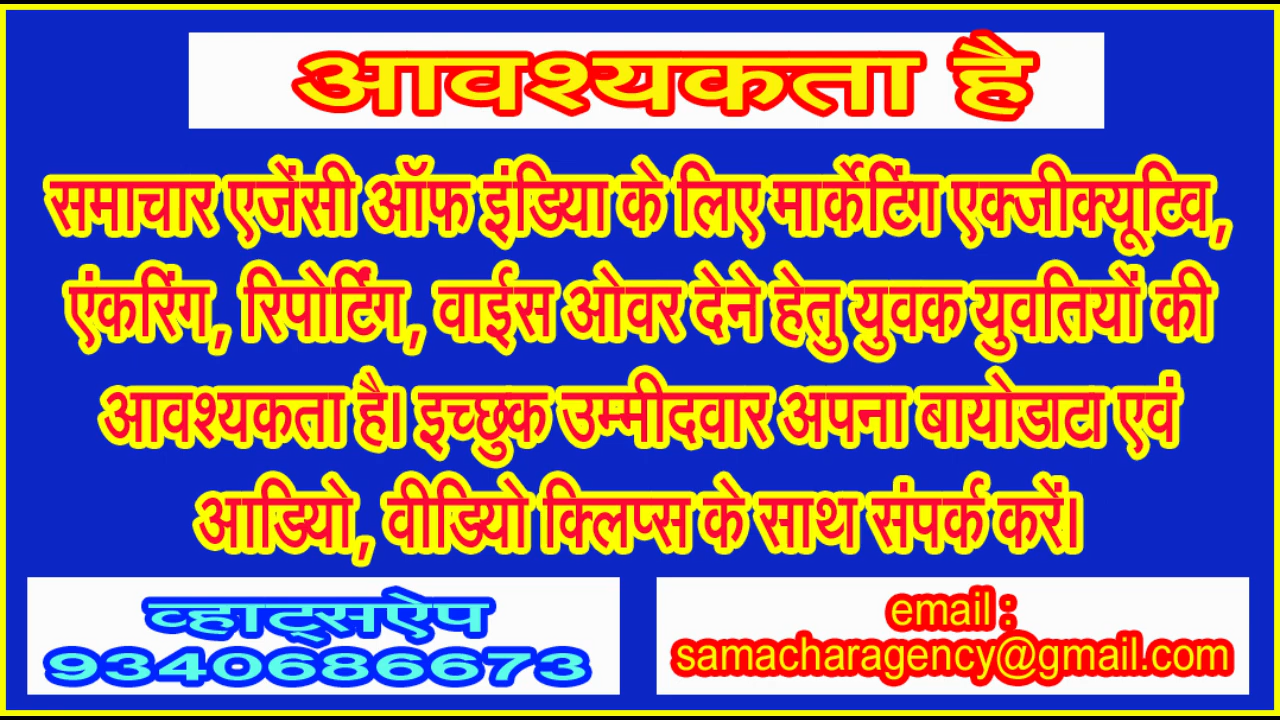 आवश्यकता है
समाचार एजेंसी ऑफ इंडिया के लिए मार्केटिंग एक्जीक्यूटिव,
एंकरिंग, रिपोर्टिंग, वाईस ओवर देने हेतु युवक युवतियों की
आवश्यकता है। इच्छुक उम्मीदवार अपना बायोडाटा एवं
आडियो, वीडियो क्लिप्स के साथ संपर्क करें।
व्हाट्सऐप
9340686673
email :
samacharagency@gmail.com